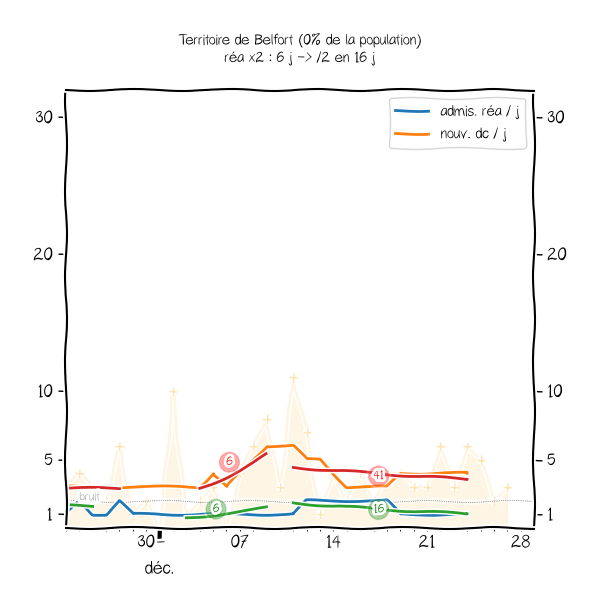 Territoire de Belfort (0% de la population)
réa x2 : 6 j -> /2 en 16 j
admis. réa / j
nouv. dc / j
30 30
20 20
10 10
5 5
1 1
6
41
bruit
6
16
30 07 14 21 28
déc.